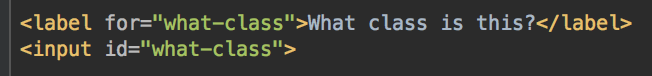 <label for="what-class">What class is this?</label>
<input id="what-class">